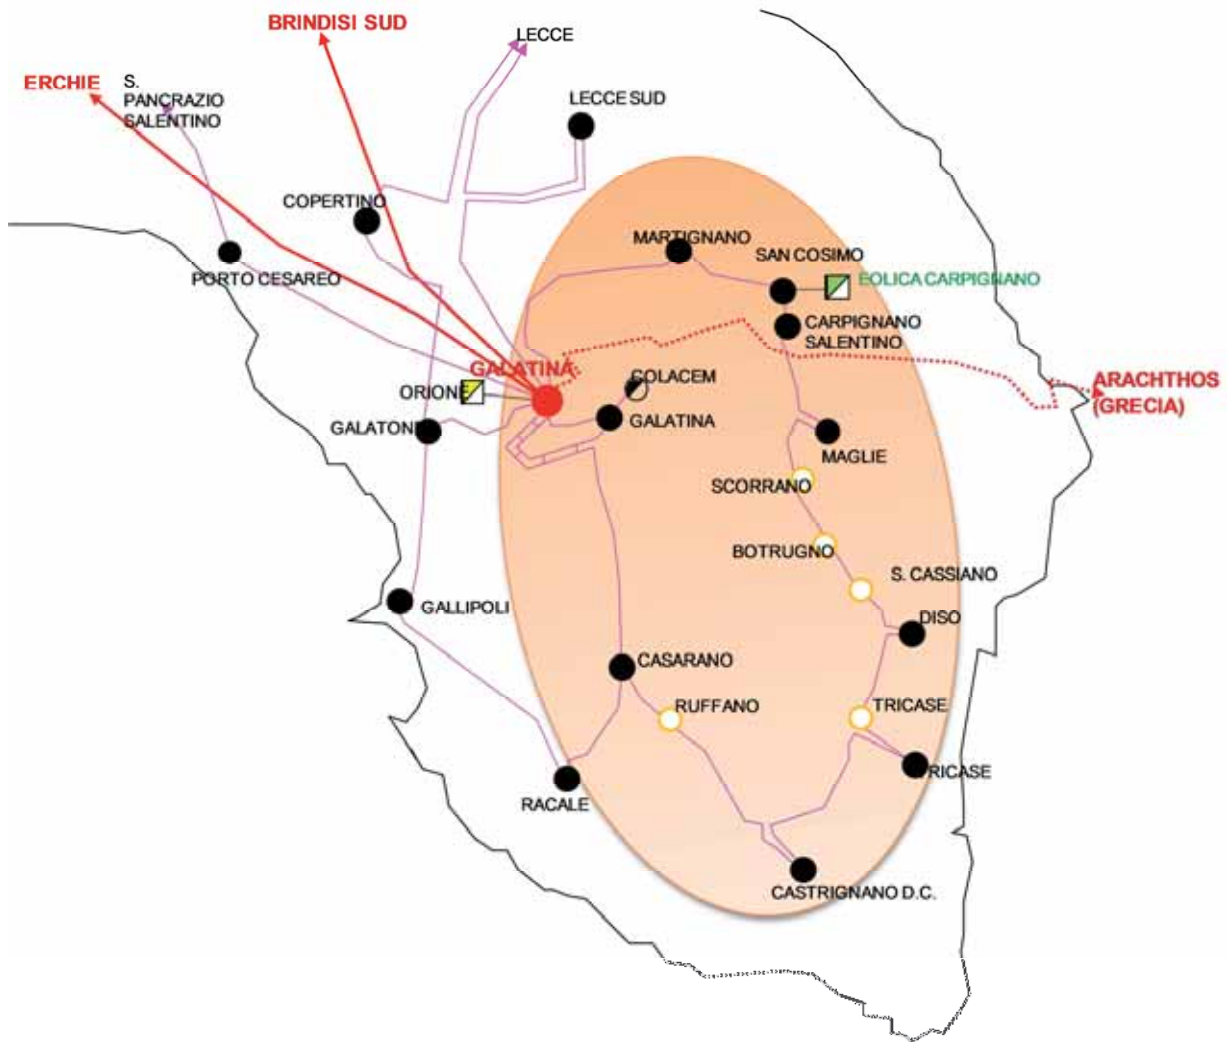 BRINDISI SUD
LECCE
ERCHIE
S.
PANCRAZIO
SALENTINO
LECCE SUD
COPERTINO
MARTIGNANO
SAN COSIMO
PORTO CESAREO
EOLICA CARPIGNANO
CARPIGNANO
SALENTINO
GALATINA
COLACEM
ORIONE
ARACHTHOS
(GRECIA)
GALATONE
GALATINA
MAGLIE
SCORRANO
BOTRUGNO
S. CASSIANO
GALLIPOLI
DISO
CASARANO
RUFFANO
TRICASE
TRICASE
RACALE
CASTRIGNANO D.C.